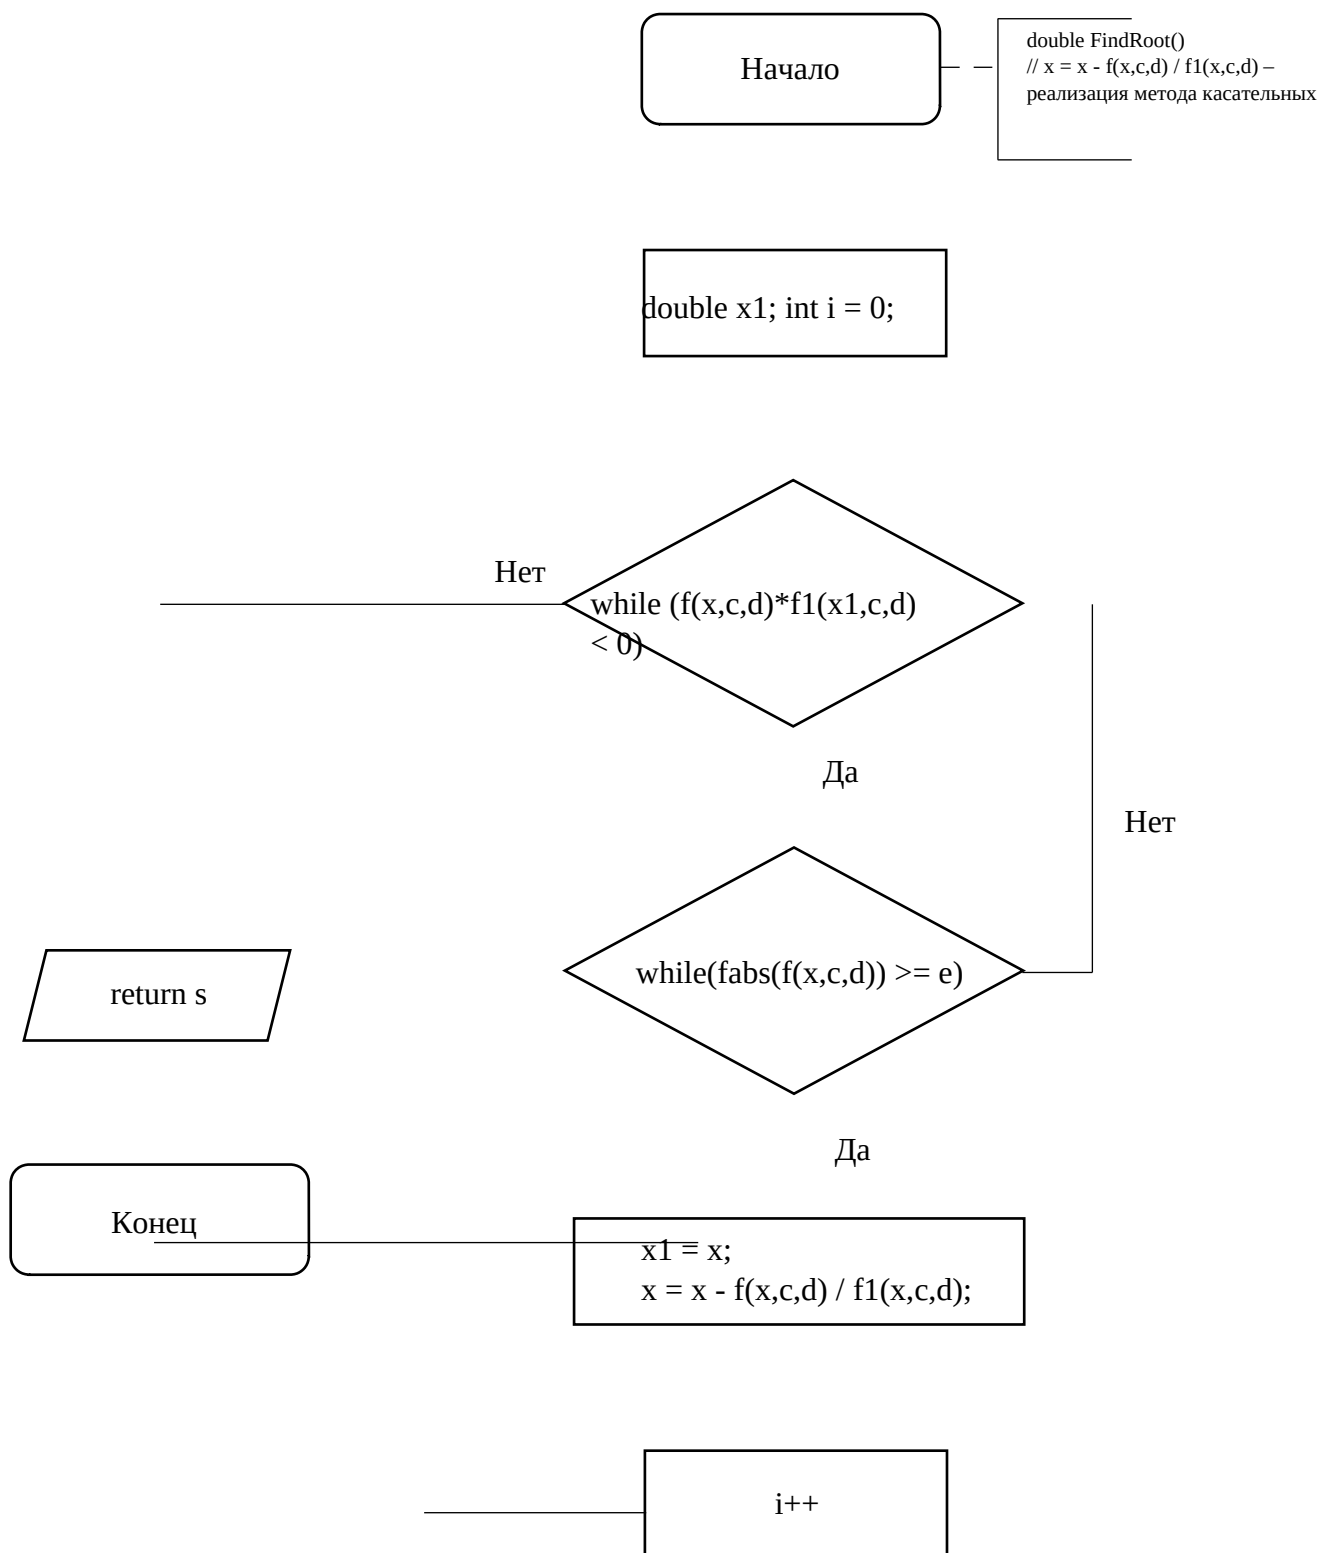 Начало
double FindRoot()
// x = x - f(x,c,d) / f1(x,c,d) –
реализация метода касательных
double x1; int i = 0;
Нет
while (f(x,c,d)*f1(x1,c,d)
< 0)
Да
Нет
while(fabs(f(x,c,d)) >= e)
return s
Да
Конец
x1 = x;
x = x - f(x,c,d) / f1(x,c,d);
i++